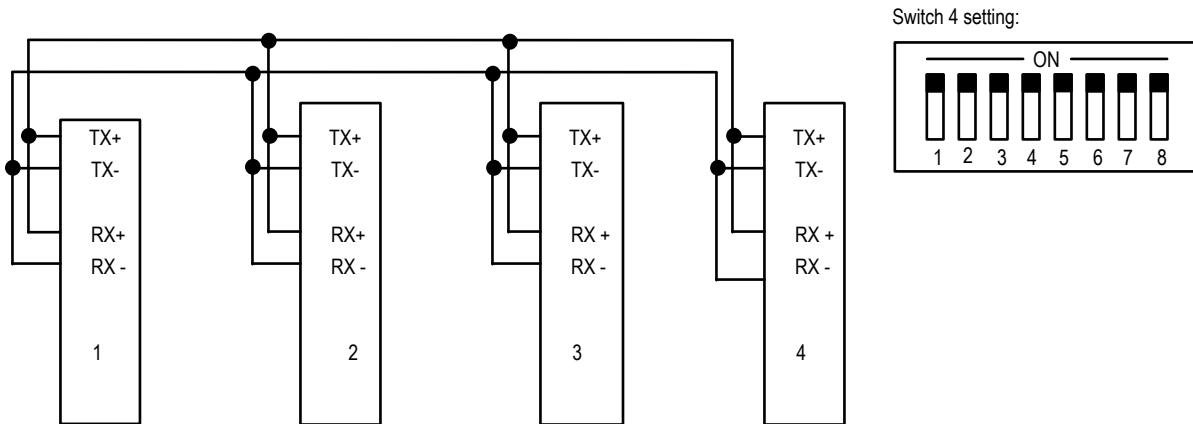 Switch 4 setting:
ON
1 2 3 4 5 6 7 8
TX+ TX+ TX+ TX+
TX- TX- TX- TX-
RX+ RX+ RX + RX +
RX - RX - RX - RX -
1 2 3 4